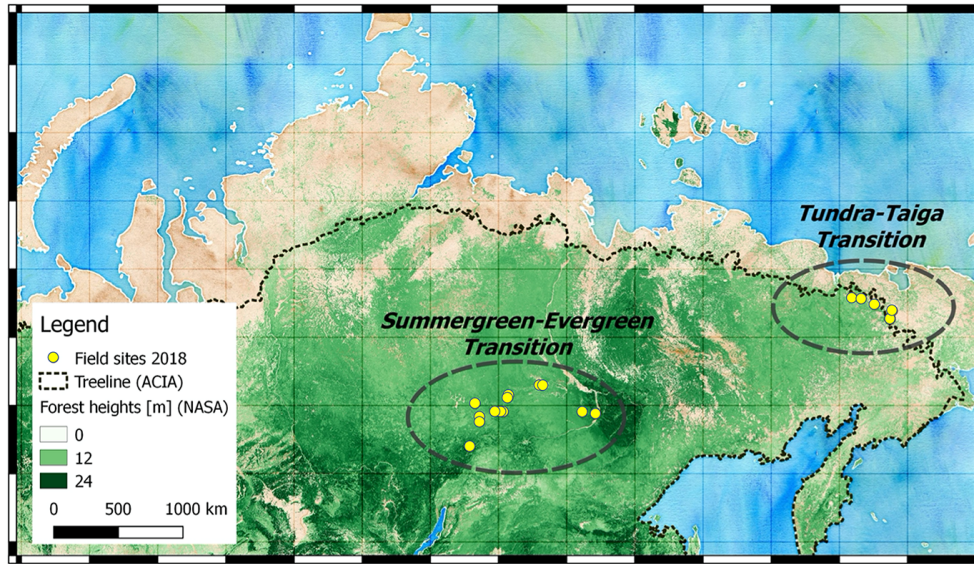 Tundra-Taiga
Transition
Summergreen-Evergreen
Transition
Legend
Field sites 2018
Treeline (ACIA)
Forest heights [m] (NASA)
0
12
24
0 500 1000 km